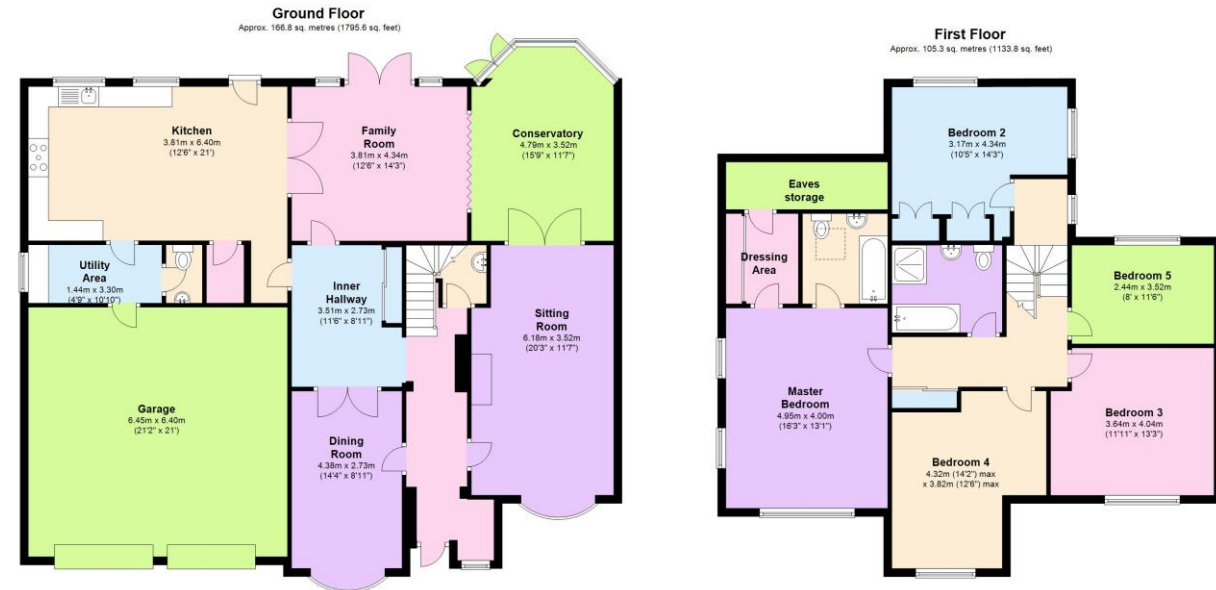 Ground Floor
Approx. 166.8 sq. metres (1795.6 sq. feet)
Kitchen
3.81m x 6.40m
(12'6" x 21')
Family
Room
3.81m x 4.34m
(12'6" x 14'3")
Conservatory
4.79m x 3.52m
(15'9" x 11'7")
Utility
Area
1.44m x 3.30m
(4'9" x 10'10")
Inner
Hallway
3.51m x 2.73m
(11'6" x 8'11")
Sitting
Room
6.18m x 3.52m
(20'3" x 11'7")
Garage
6.45m x 6.40m
(21'2" x 21')
Dining
Room
4.38m x 2.73m
(14'4" x 8'11")
First Floor
Approx. 105.3 sq. metres (1133.8 sq. feet)
Bedroom 2
3.17m x 4.34m
(10'5" x 14'3")
Eaves
storage
Dressing
Area
Bedroom 5
2.44m x 3.52m
(8' x 11'6")
Master
Bedroom
4.95m x 4.00m
(16'3" x 13'1")
Bedroom 3
3.64m x 4.04m
(11'11" x 13'3")
Bedroom 4
4.32m (14'2") max
x 3.82m (12'6") max